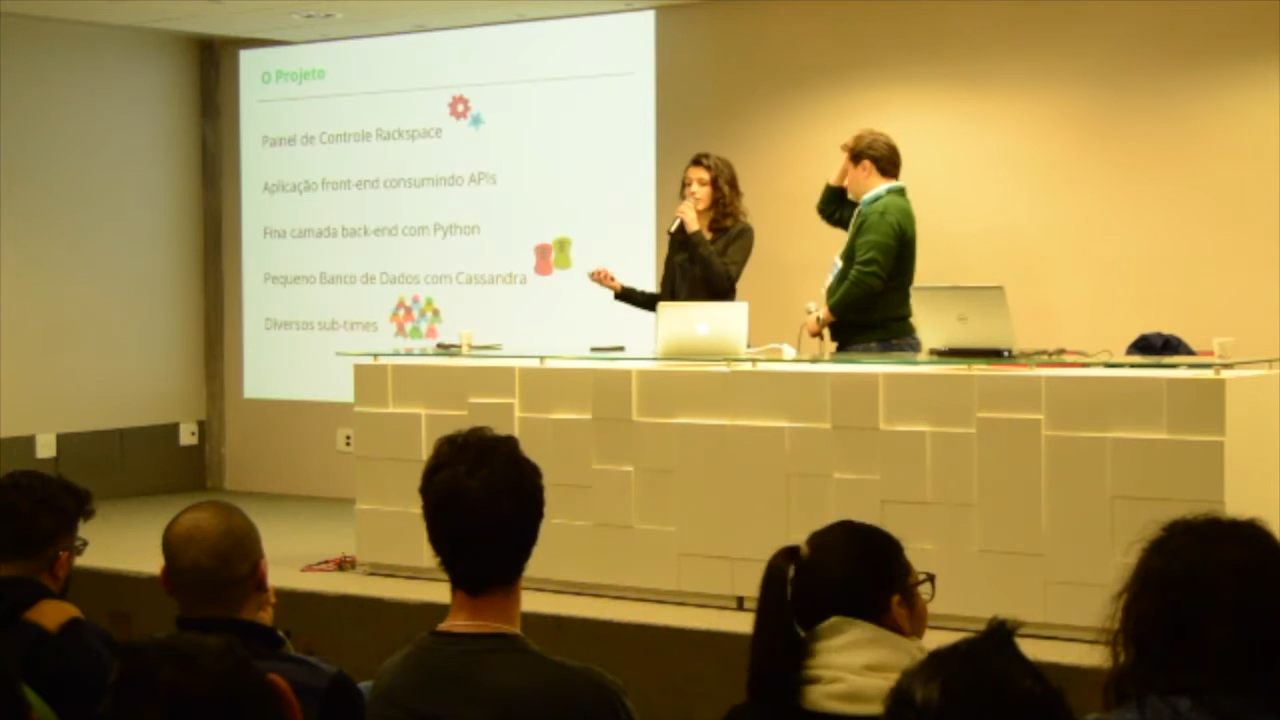 O Projeto
Painel de Controle Rackspace
Aplicação front-end consumindo APIs
Fina camada back-end com Python
Pequeno Banco de Dados com Cassandra
Diversos sub-times